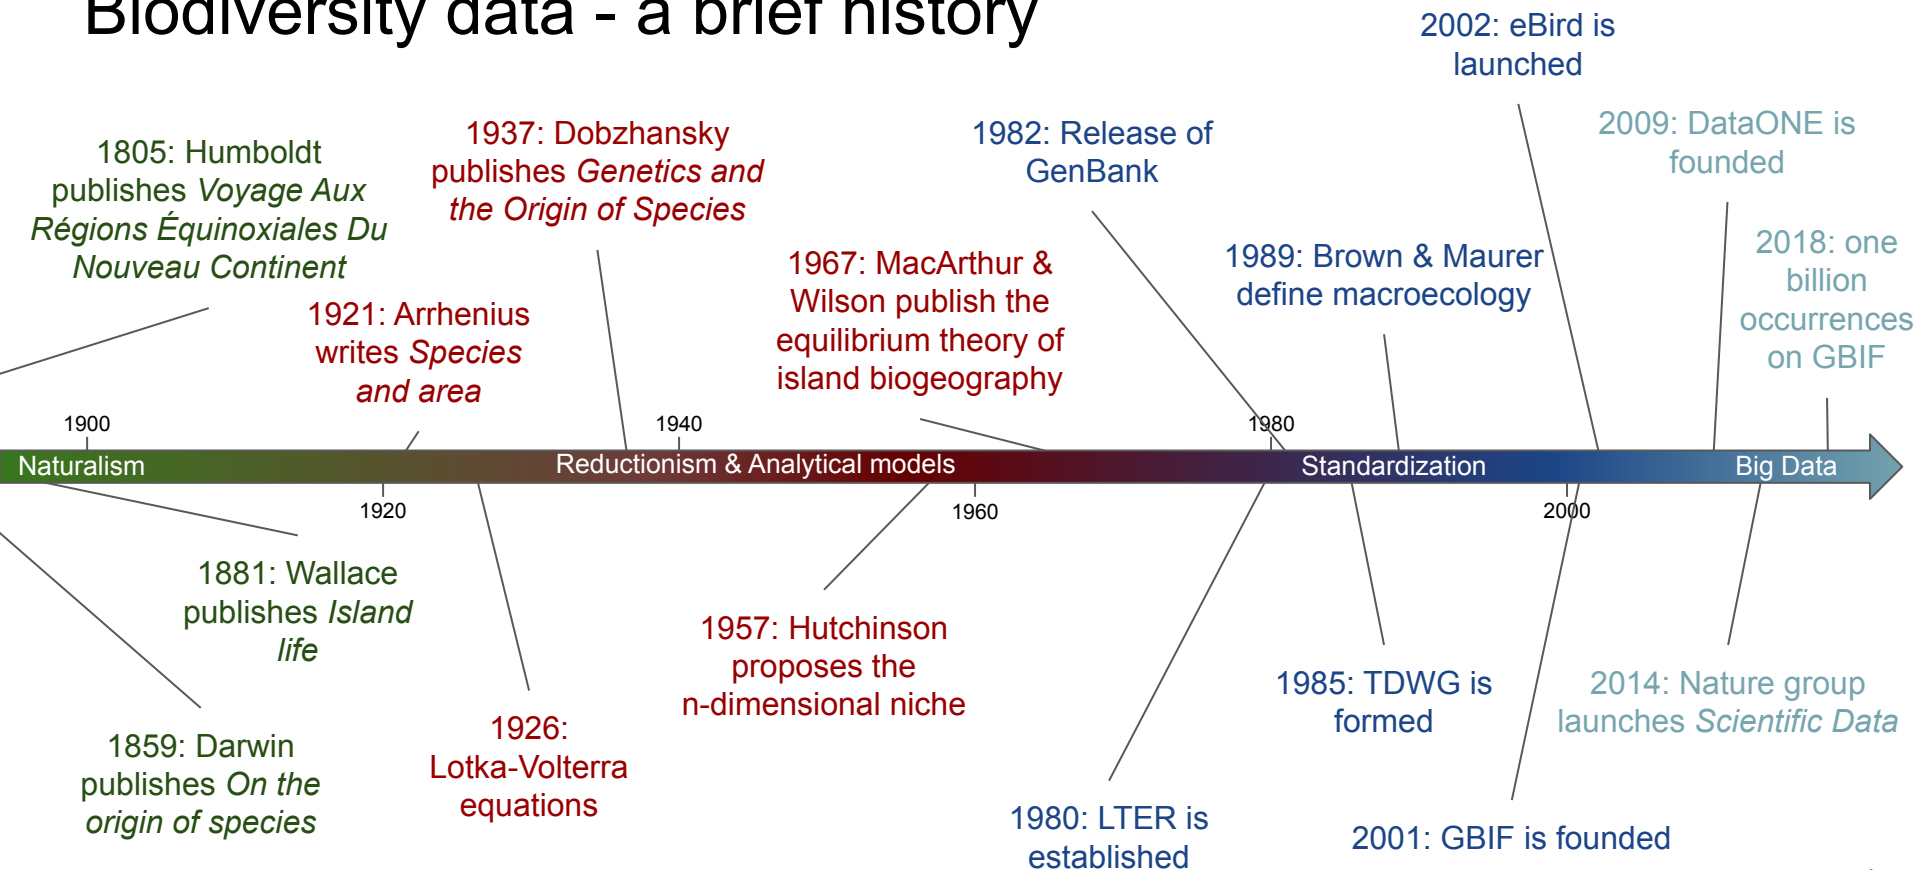 Biodiversity data - a brief history
2002: eBird is
launched
1805: Humboldt
publishes Voyage Aux
Régions Équinoxiales Du
Nouveau Continent
1937: Dobzhansky
publishes Genetics and
the Origin of Species
1982: Release of
GenBank
2009: DataONE is
founded
1921: Arrhenius
writes Species
and area
1967: MacArthur &
Wilson publish the
equilibrium theory of
island biogeography
1989: Brown & Maurer
define macroecology
2018: one
billion
occurrences
on GBIF
1900
1940
1980
Naturalism
Reductionism & Analytical models
Standardization
Big Data
1920
1960
2000
1881: Wallace
publishes Island
life
1859: Darwin
publishes On the
origin of species
1926:
Lotka-Volterra
equations
1957: Hutchinson
proposes the
n-dimensional niche
1980: LTER is
established
1985: TDWG is
formed
2001: GBIF is founded
2014: Nature group
launches Scientific Data